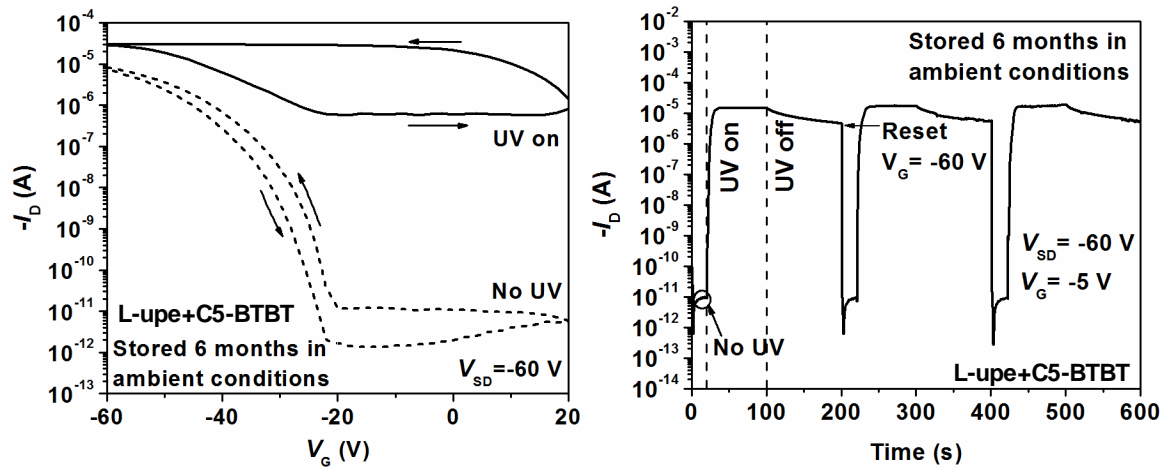 10⁻⁴
10⁻⁵
10⁻⁶
10⁻⁷
10⁻⁸
10⁻⁹
10⁻¹⁰
10⁻¹¹
10⁻¹²
10⁻¹³
-I_D (A)
UV on
No UV
L-upe+C5-BTBT
Stored 6 months in
ambient conditions
V_SD=-60 V
-60 -40 -20 0 20
V_G (V)
10⁻²
10⁻³
10⁻⁴
10⁻⁵
10⁻⁶
10⁻⁷
10⁻⁸
10⁻⁹
10⁻¹⁰
10⁻¹¹
10⁻¹²
10⁻¹³
10⁻¹⁴
-I_D (A)
Stored 6 months in
ambient conditions
UV on
UV off
Reset
V_G= -60 V
V_SD= -60 V
V_G= -5 V
No UV
L-upe+C5-BTBT
0 100 200 300 400 500 600
Time (s)